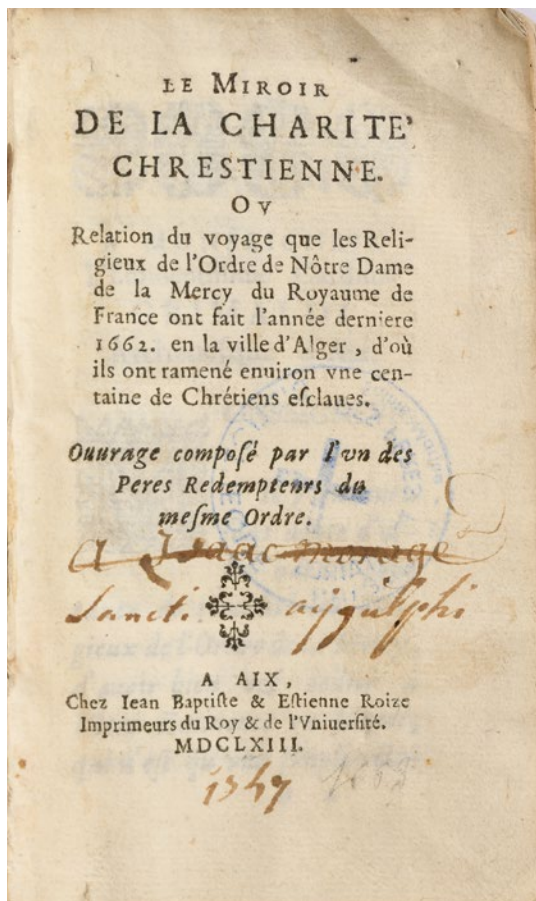 LE MIROIR
DE LA CHARITE'
CHRESTIENNE.
OV
Relation du voyage que les Reli-
gieux de l'Ordre de Nôtre Dame
de la Mercy du Royaume de
France ont fait l'année derniere
1662. en la ville d'Alger, d'où
ils ont ramené enuiron vne cen-
taine de Chrétiens esclaues.
Ouurage composé par l'vn des
Peres Redempteurs du
mesme Ordre.
Sancti aygulphi
A AIX,
Chez Iean Baptiste & Estienne Roize
Imprimeurs du Roy & de l'Vniuersité.
MDCLXIII.